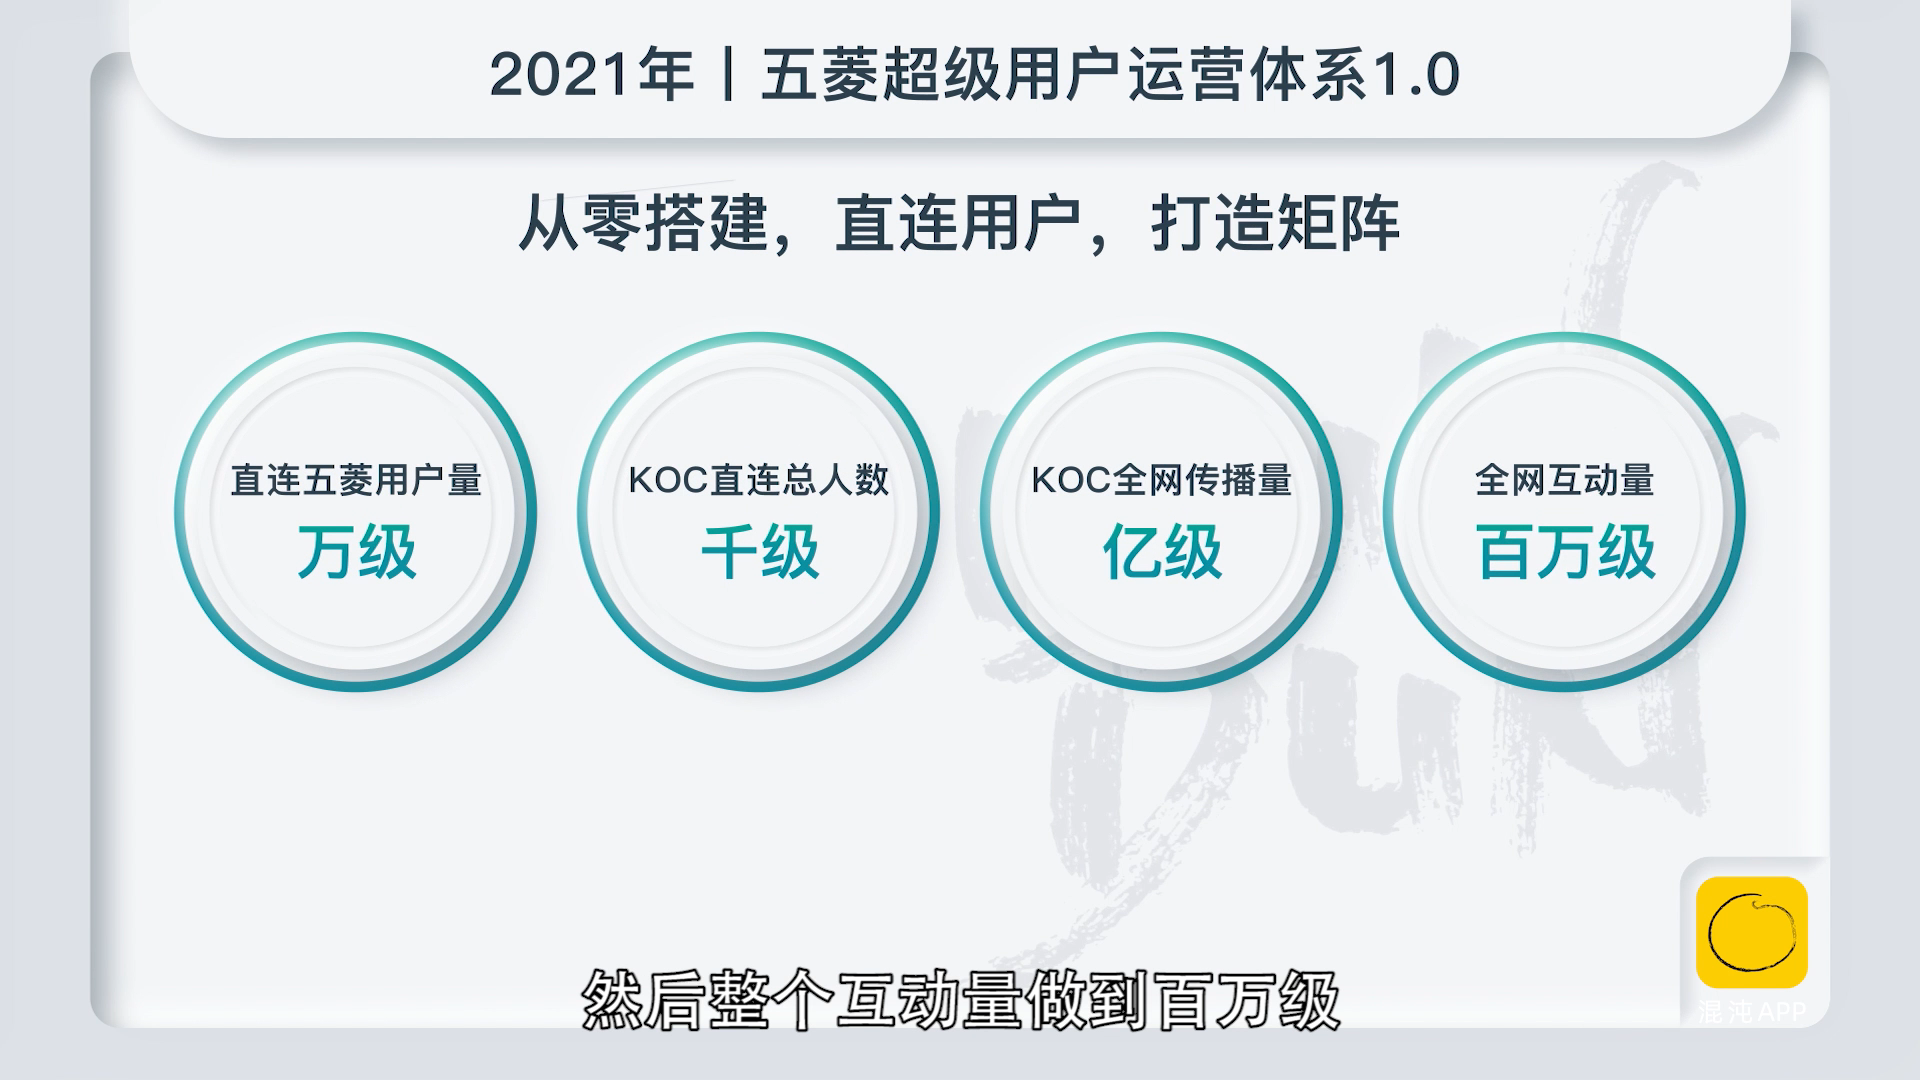 2021年丨五菱超级用户运营体系1.0
从零搭建，直连用户，打造矩阵
直连五菱用户量
万级
KOC直连总人数
千级
KOC全网传播量
亿级
全网互动量
百万级
然后整个互动量做到百万级
混沌APP